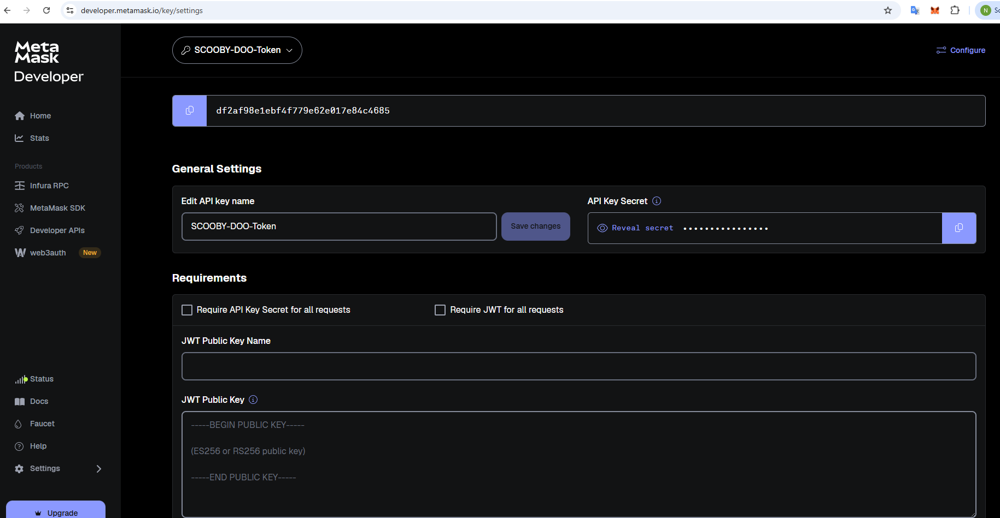 developer.metamask.io/key/settings
N
Meta
Mask
Developer
SCOOBY-DOO-Token
Configure
df2af98e1ebf4f779e62e017e84c4685
Home
Stats
Products
Infura RPC
MetaMask SDK
Developer APIs
web3auth New
General Settings
Edit API key name
API Key Secret
SCOOBY-DOO-Token
Save changes
Reveal secret ••••••••••••••••
Requirements
Require API Key Secret for all requests
Require JWT for all requests
JWT Public Key Name
JWT Public Key
-----BEGIN PUBLIC KEY-----
(ES256 or RS256 public key)
-----END PUBLIC KEY-----
Status
Docs
Faucet
Help
Settings
Upgrade